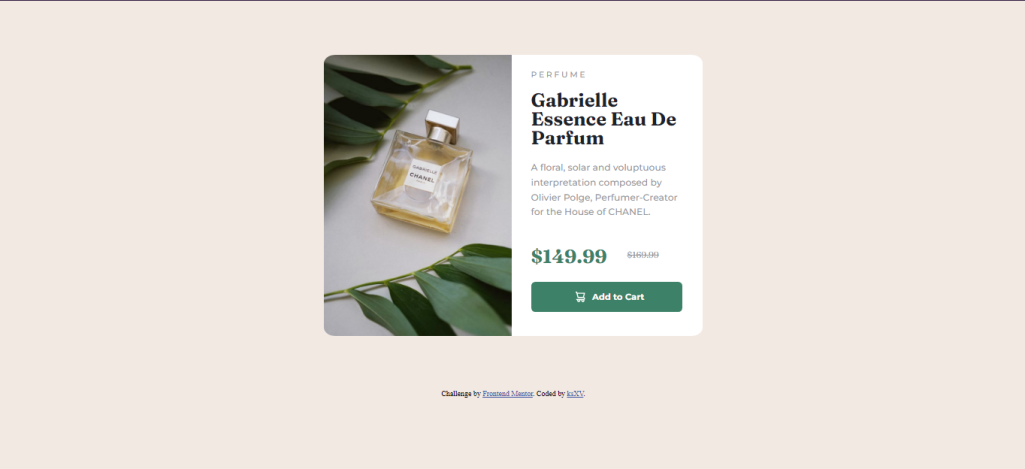 PERFUME
Gabrielle
Essence Eau De
Parfum
A floral, solar and voluptuous
interpretation composed by
Olivier Polge, Perfumer-Creator
for the House of CHANEL.
$149.99 $169.99
Add to Cart
GABRIELLE
CHANEL
Challenge by Frontend Mentor. Coded by ksXV.